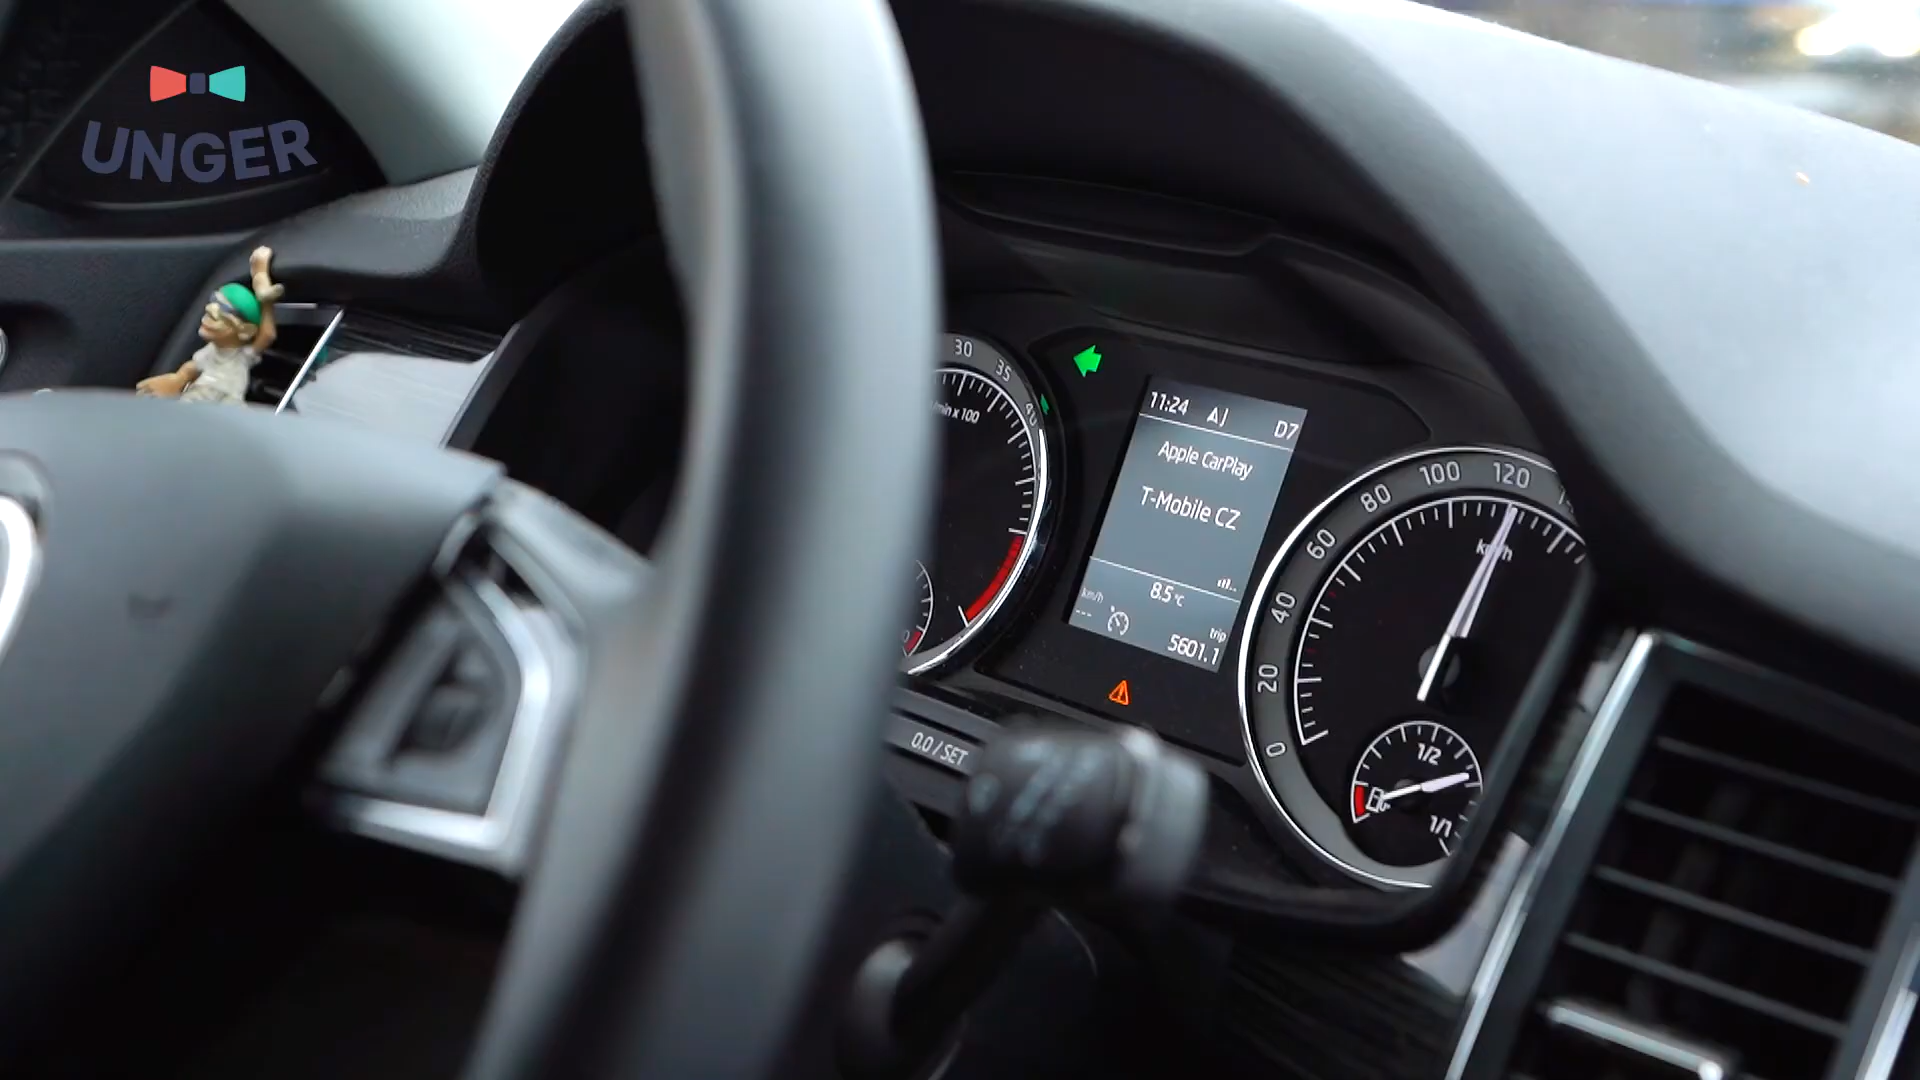 UNGER
30
35
40
/min x 100
11:24 D7
Apple CarPlay
T-Mobile CZ
8.5 °C
km/h
---
trip
5601.1
0.0 / SET
0
20
40
60
80
100
120
km/h
1/2
1/1